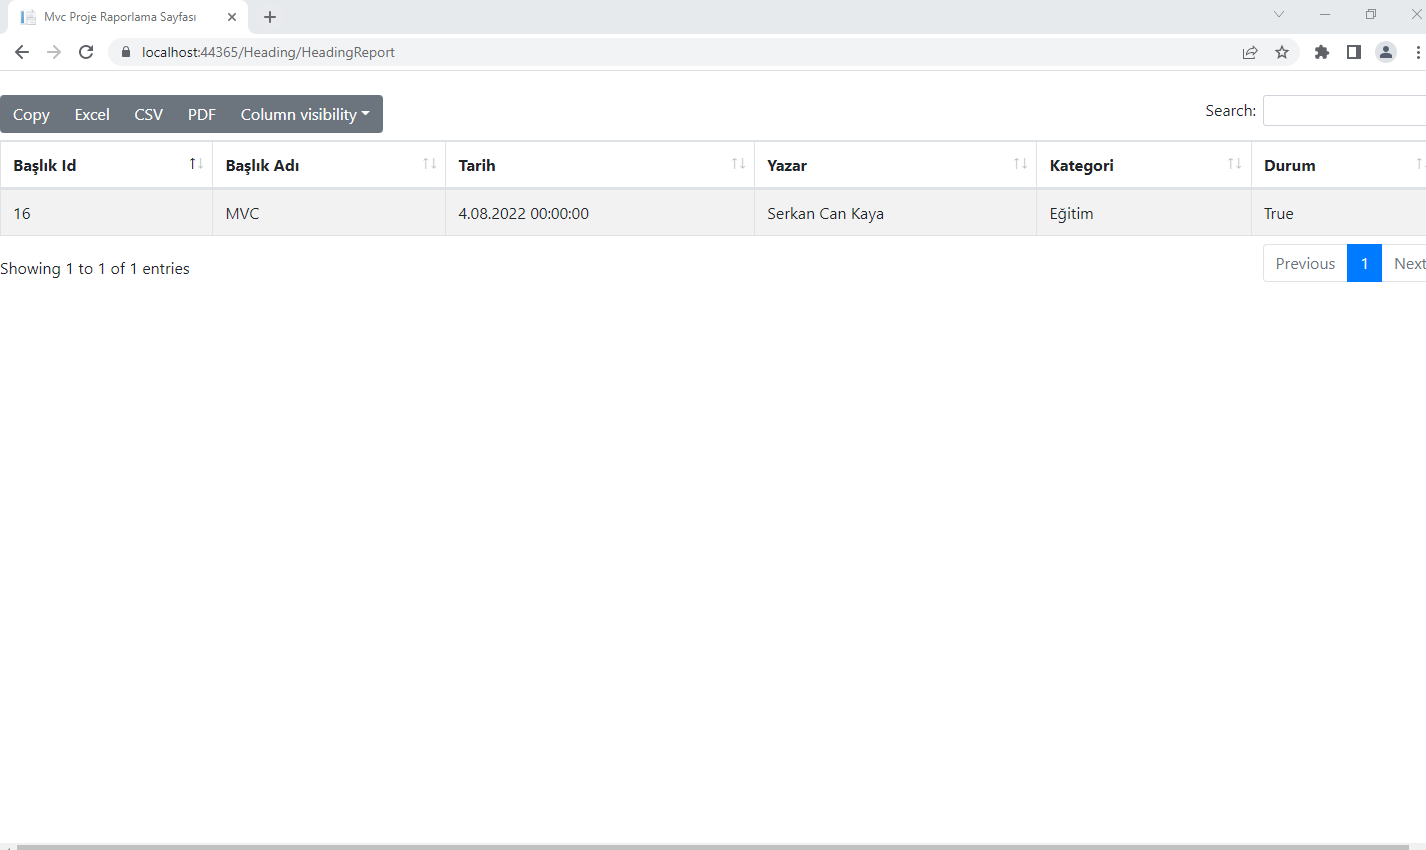 Mvc Proje Raporlama Sayfası
localhost:44365/Heading/HeadingReport
Copy Excel CSV PDF Column visibility Search:
Başlık Id Başlık Adı Tarih Yazar Kategori Durum
16 MVC 4.08.2022 00:00:00 Serkan Can Kaya Eğitim True
Showing 1 to 1 of 1 entries Previous 1 Next